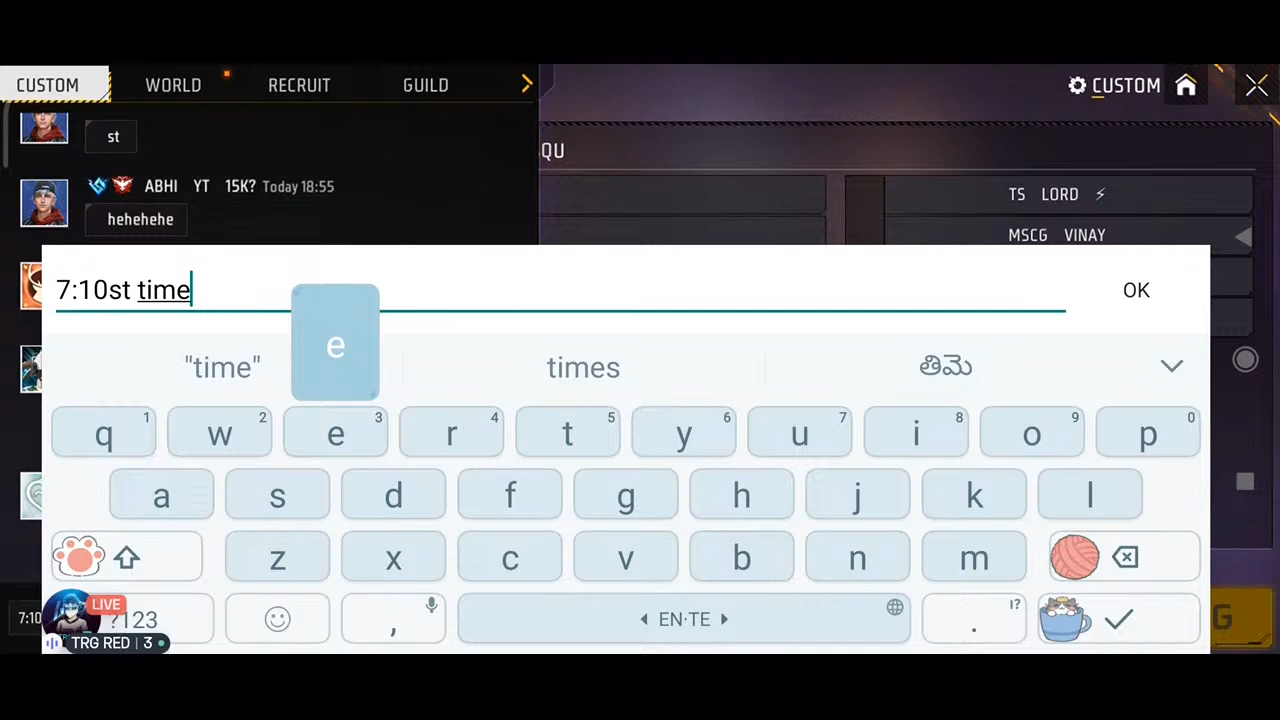 CUSTOM WORLD RECRUIT GUILD
CUSTOM
st
QU
ABHI YT 15K? Today 18:55
hehehehe
TS LORD ⚡
MSCG VINAY
7:10st time
OK
"time" e times తిమె
q 1 w 2 e 3 r 4 t 5 y 6 u 7 i 8 o 9 p 0
a s d f g h j k l
z x c v b n m
7:10
LIVE
?123 , EN·TE . !?
G
TRG RED | 3